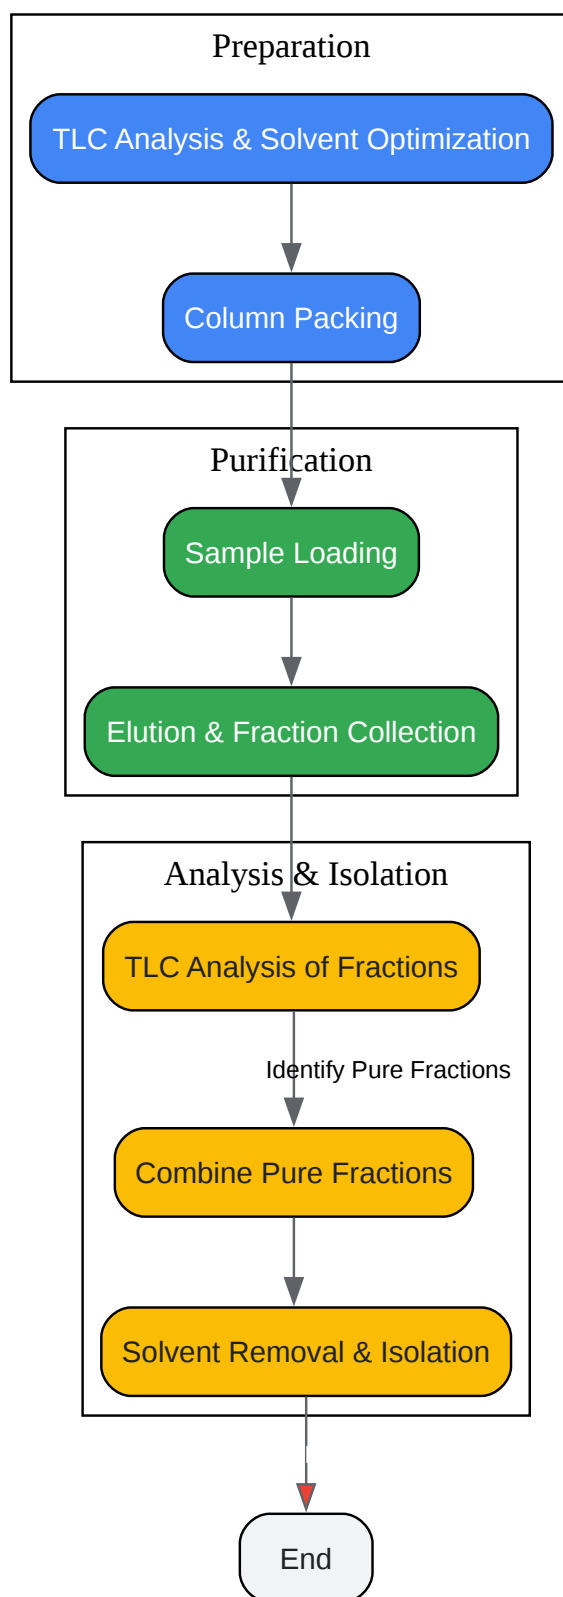 Preparation
TLC Analysis & Solvent Optimization
Column Packing
Purification
Sample Loading
Elution & Fraction Collection
Analysis & Isolation
TLC Analysis of Fractions
Identify Pure Fractions
Combine Pure Fractions
Solvent Removal & Isolation
End